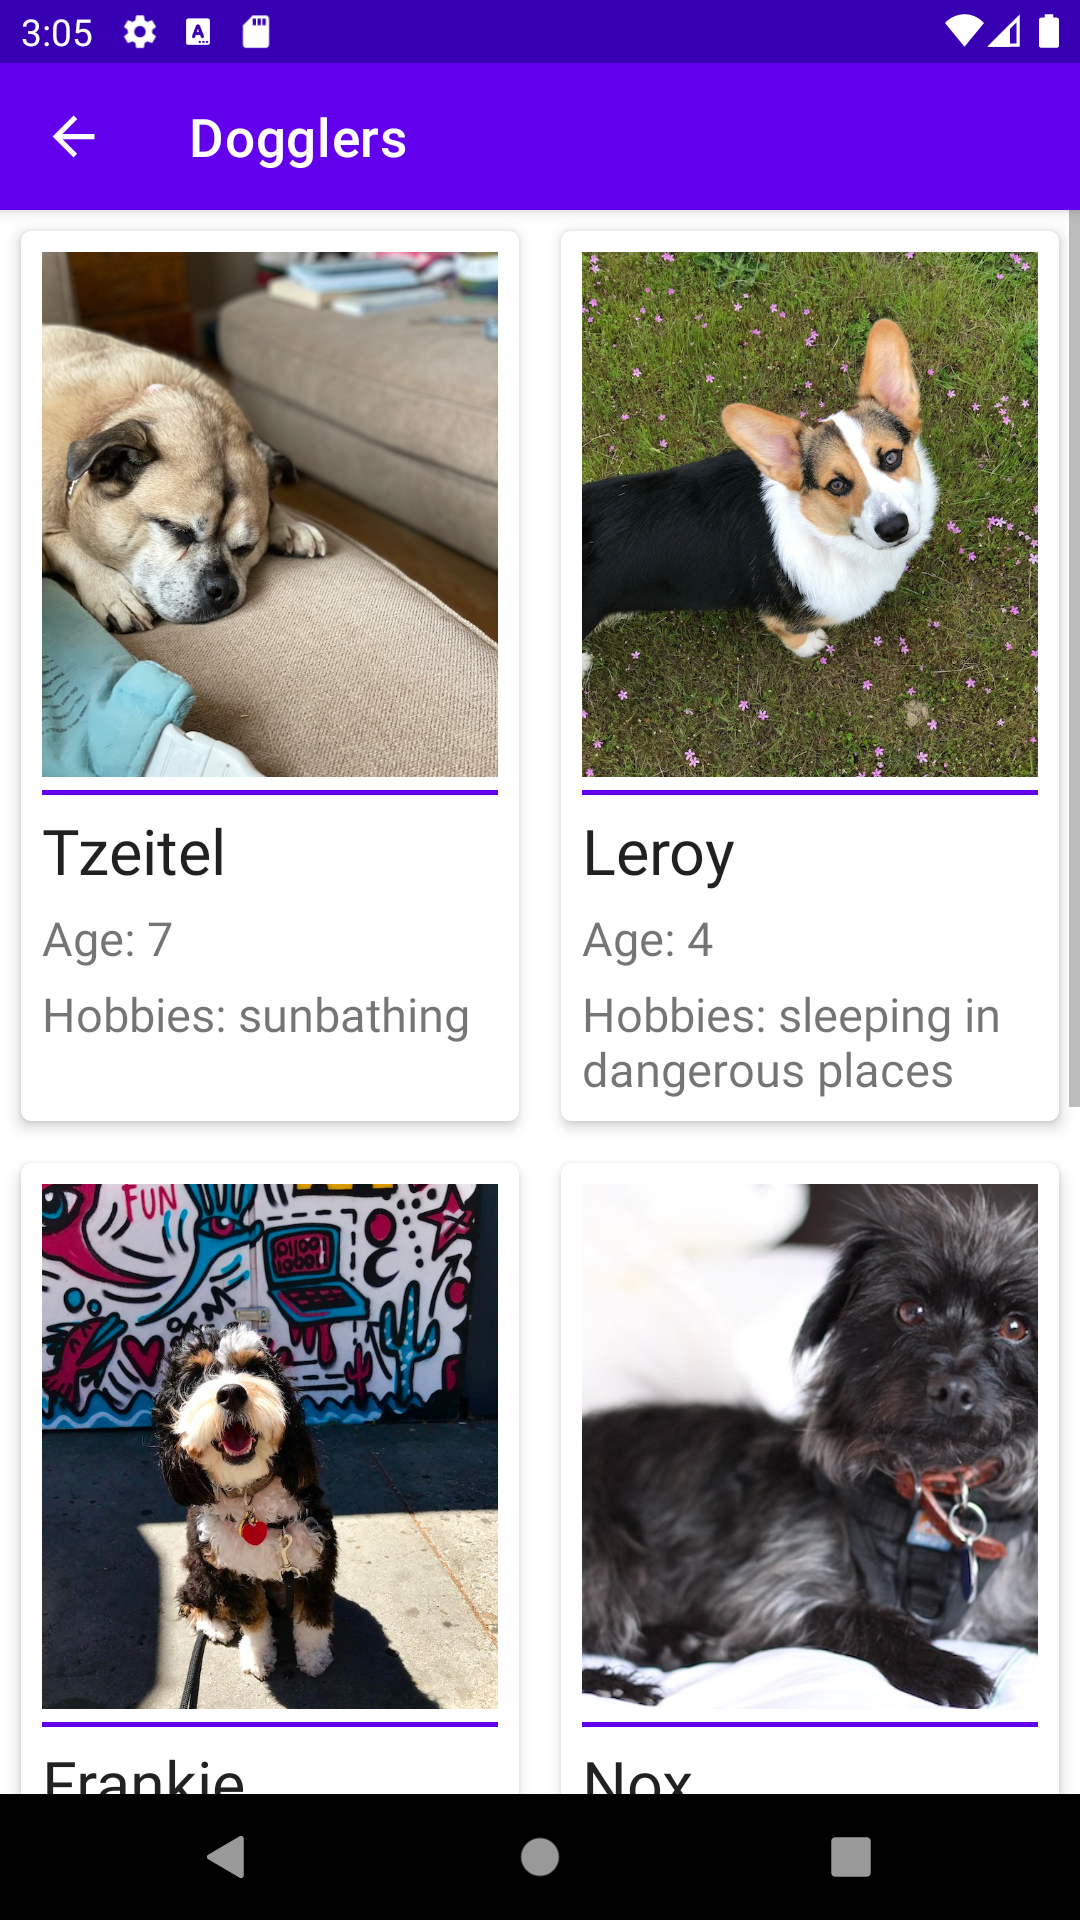 3:05
Dogglers
FUN
Tzeitel
Leroy
Age: 7
Age: 4
Hobbies: sunbathing
Hobbies: sleeping in
dangerous places
Frankie
Nox